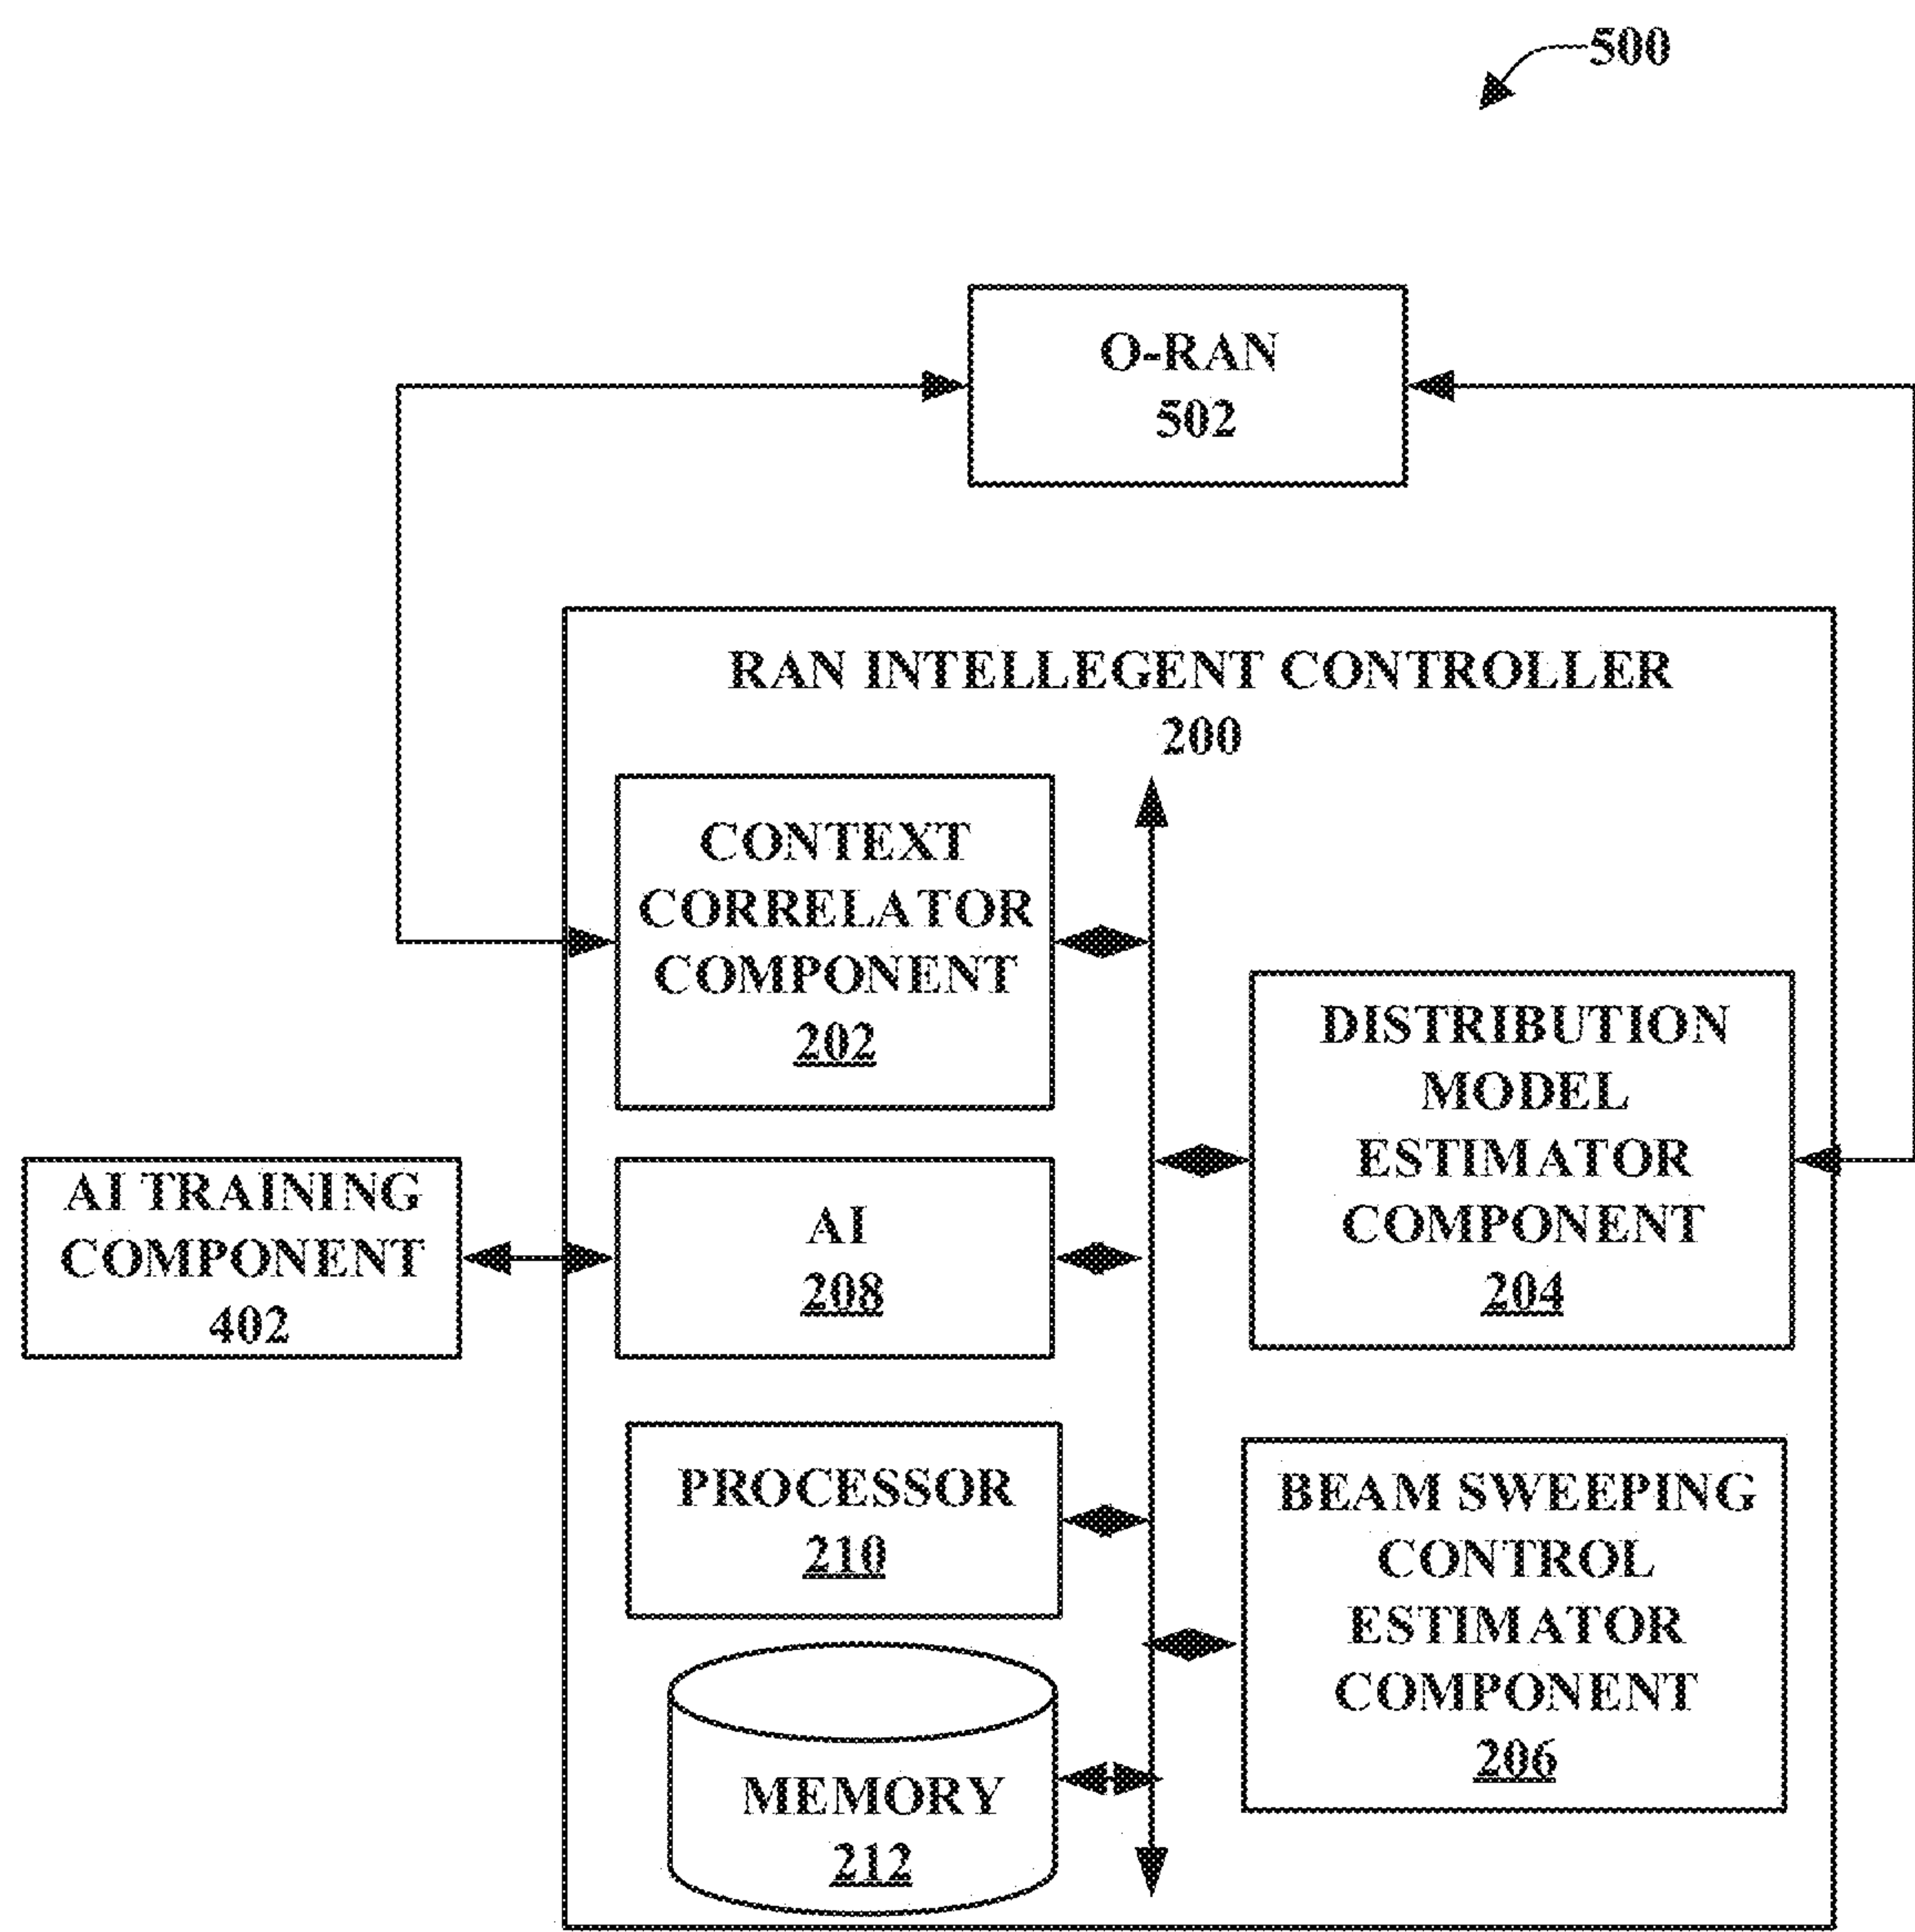 500
O-RAN
502
RAN INTELLEGENT CONTROLLER
200
CONTEXT
CORRELATOR
COMPONENT
202
DISTRIBUTION
MODEL
ESTIMATOR
COMPONENT
204
AI TRAINING
COMPONENT
402
AI
208
PROCESSOR
210
BEAM SWEEPING
CONTROL
ESTIMATOR
COMPONENT
206
MEMORY
212